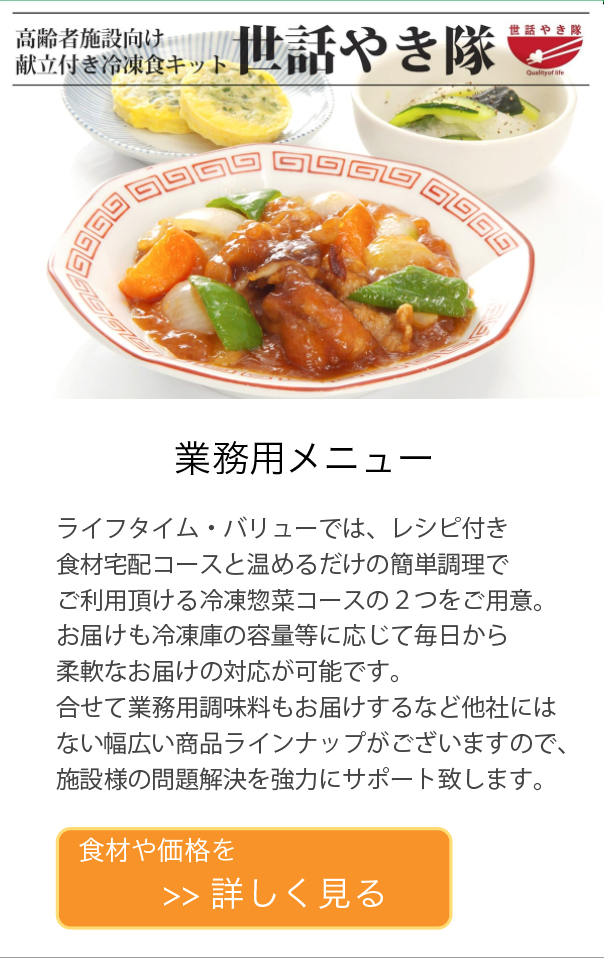 高齢者施設向け
献立付き冷凍食キット
世話やき隊
世話やき隊
Qualityof life
業務用メニュー
ライフタイム・バリューでは、レシピ付き
食材宅配コースと温めるだけの簡単調理で
ご利用頂ける冷凍惣菜コースの２つをご用意。
お届けも冷凍庫の容量等に応じて毎日から
柔軟なお届けの対応が可能です。
合せて業務用調味料もお届けするなど他社には
ない幅広い商品ラインナップがございますので、
施設様の問題解決を強力にサポート致します。
食材や価格を
>> 詳しく見る